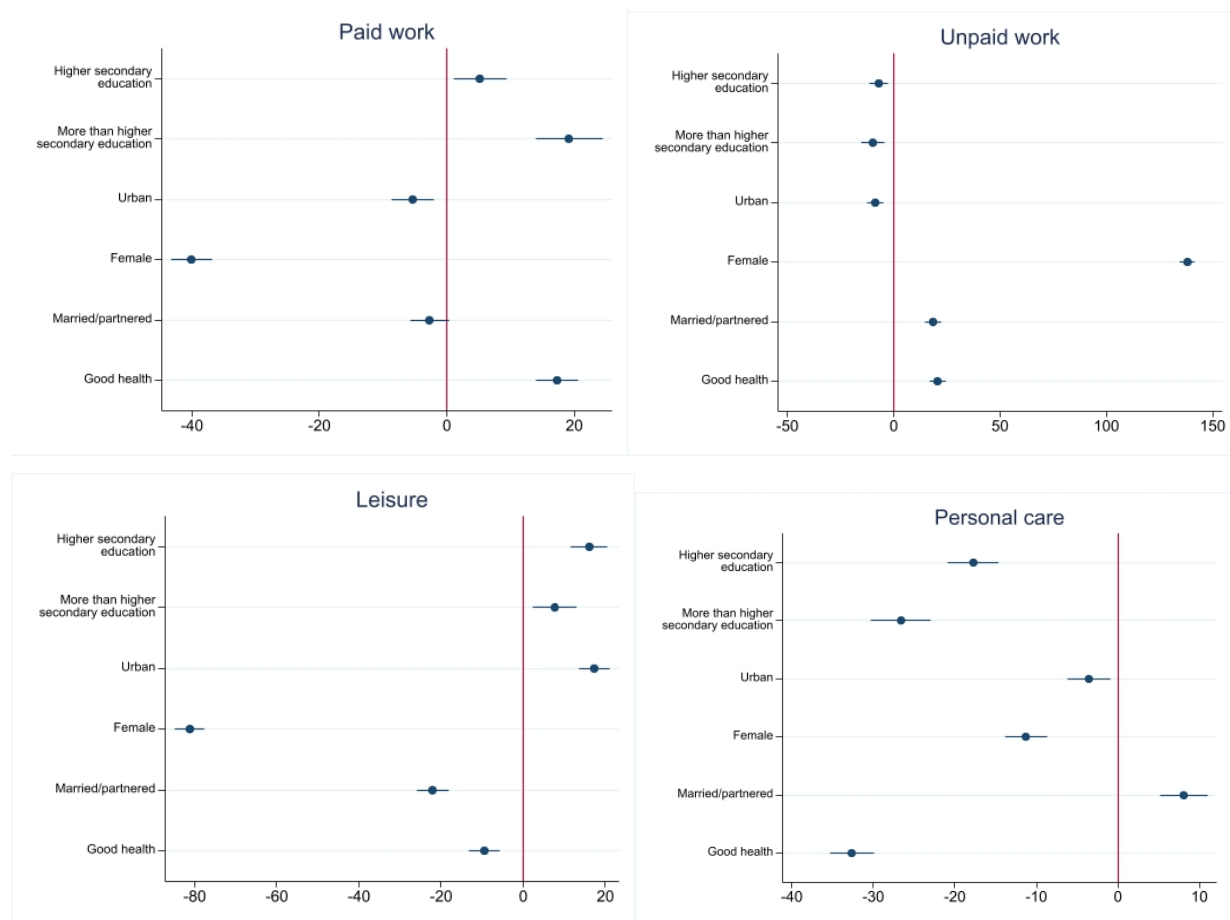 Paid work
Higher secondary
education
More than higher
secondary education
Urban
Female
Married/partnered
Good health
-40 -20 0 20
Unpaid work
Higher secondary
education
More than higher
secondary education
Urban
Female
Married/partnered
Good health
-50 0 50 100 150
Leisure
Higher secondary
education
More than higher
secondary education
Urban
Female
Married/partnered
Good health
-80 -60 -40 -20 0 20
Personal care
Higher secondary
education
More than higher
secondary education
Urban
Female
Married/partnered
Good health
-40 -30 -20 -10 0 10